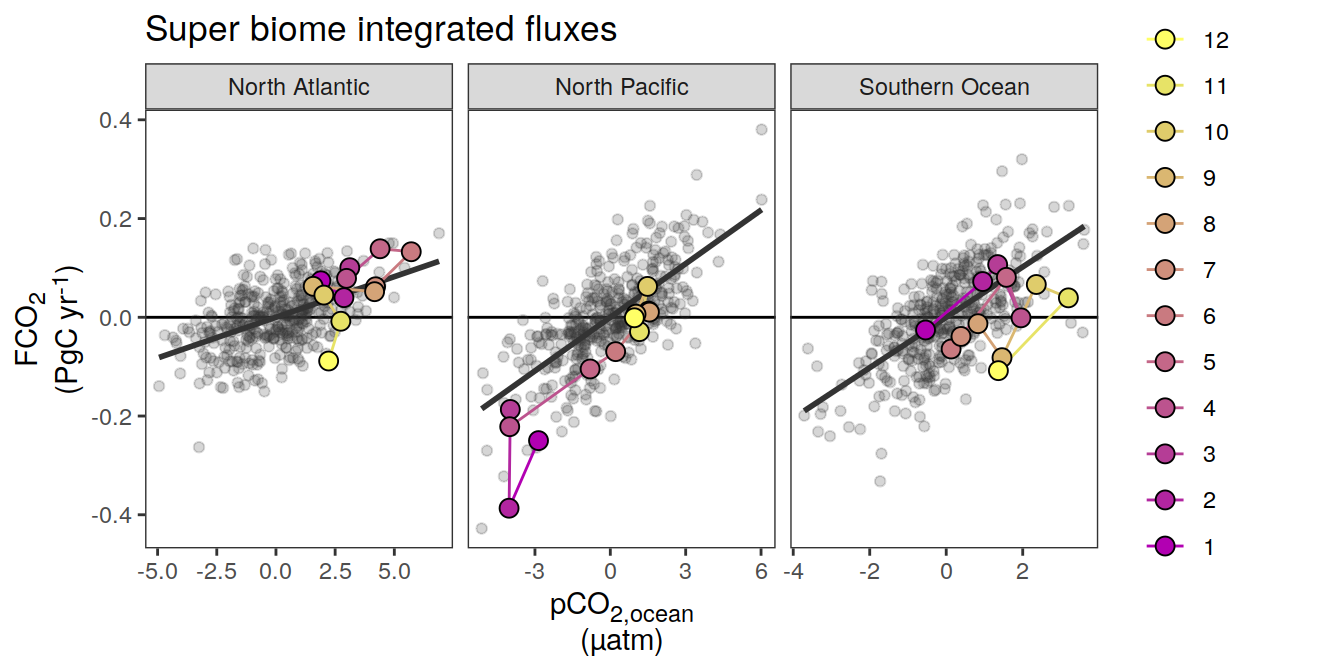 Super biome integrated fluxes
North Atlantic
North Pacific
Southern Ocean
0.4
0.2
0.0
-0.2
-0.4
FCO₂
(PgC yr⁻¹)
-5.0 -2.5 0.0 2.5 5.0
-3 0 3 6
-4 -2 0 2
pCO₂,ocean
(µatm)
12
11
10
9
8
7
6
5
4
3
2
1